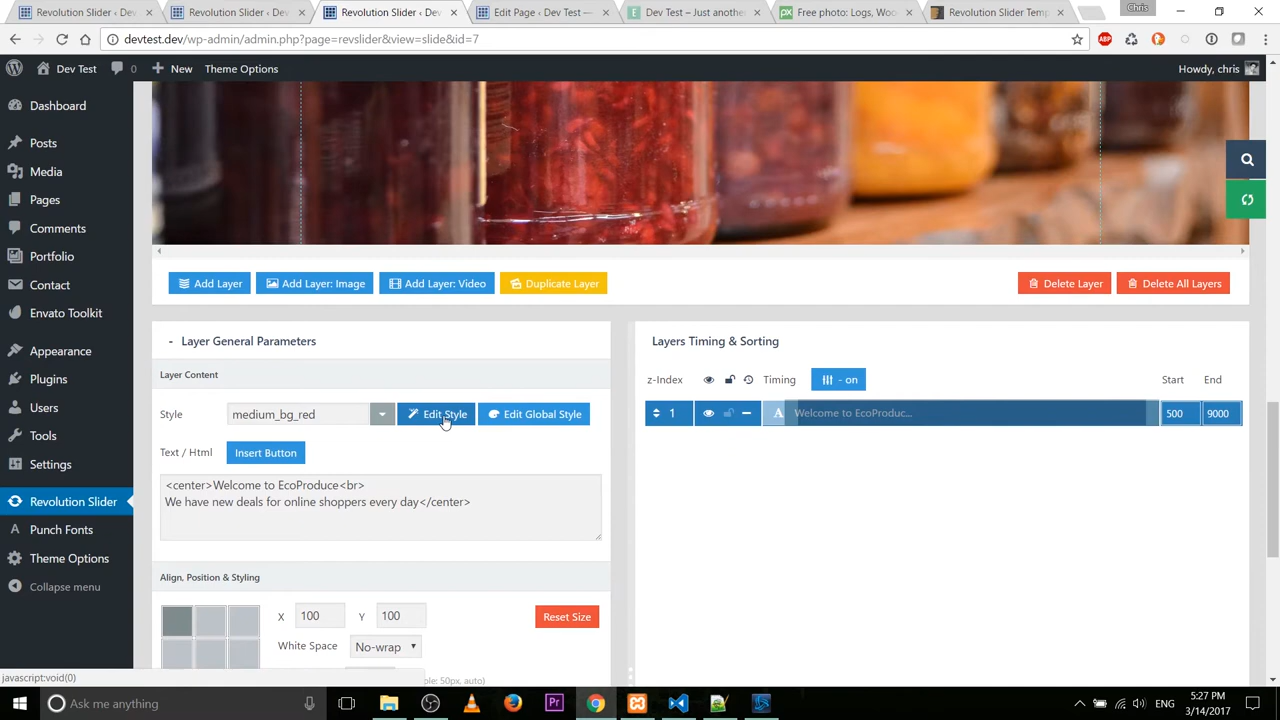 Revolution Slider ‹ Dev
Revolution Slider ‹ Dev
Revolution Slider ‹ Dev
Edit Page ‹ Dev Test —
Dev Test – Just anothe
Free photo: Logs, Woo
Revolution Slider Temp
Chris
devtest.dev/wp-admin/admin.php?page=revslider&view=slide&id=7
ABP
Dev Test
0
New
Theme Options
Howdy, chris
Dashboard
Posts
Media
Pages
Comments
Portfolio
Contact
Envato Toolkit
Appearance
Plugins
Users
Tools
Settings
Revolution Slider
Punch Fonts
Theme Options
Collapse menu
Add Layer
Add Layer: Image
Add Layer: Video
Duplicate Layer
Delete Layer
Delete All Layers
- Layer General Parameters
Layer Content
Style
medium_bg_red
Edit Style
Edit Global Style
Text / Html
Insert Button
<center>Welcome to EcoProduce<br>
We have new deals for online shoppers every day</center>
Align, Position & Styling
X 100 Y 100
Reset Size
White Space No-wrap
ple: 50px, auto)
Layers Timing & Sorting
z-Index
Timing
- on
Start
End
1
A
Welcome to EcoProduc...
500
9000
javascript:void(0)
Ask me anything
Pr
ENG
5:27 PM
3/14/2017